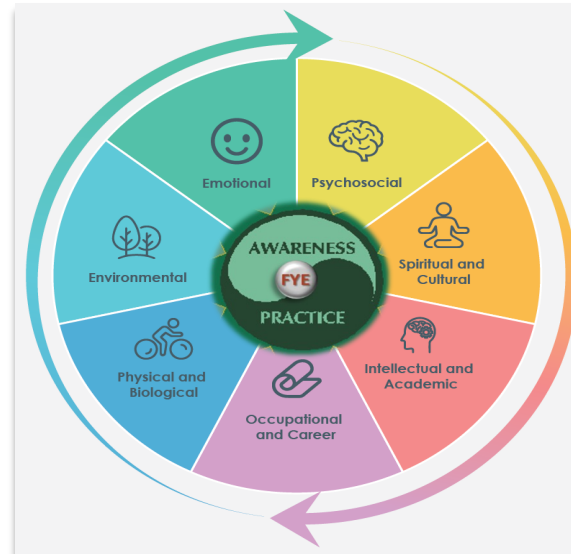 Emotional
Psychosocial
Spiritual and
Cultural
Intellectual and
Academic
Occupational
and Career
Physical and
Biological
Environmental
AWARENESS
FYE
PRACTICE